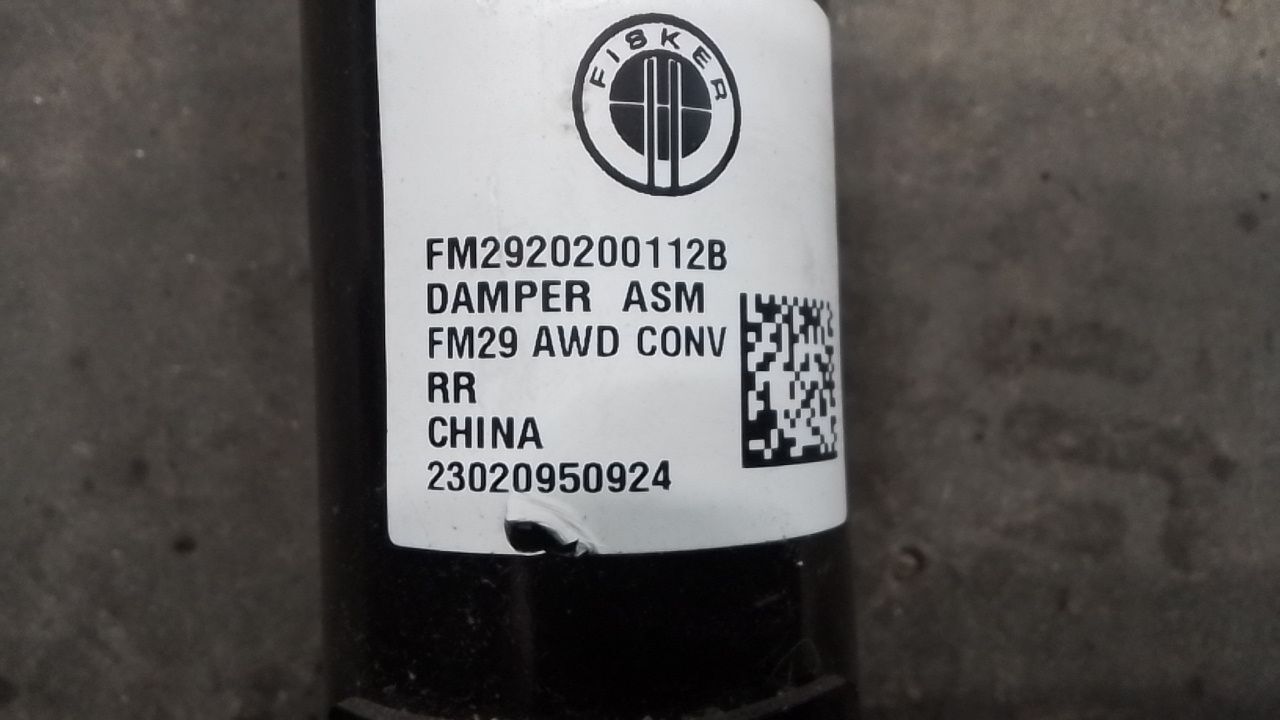 FISKER
FM2920200112B
DAMPER ASM
FM29 AWD CONV
RR
CHINA
23020950924